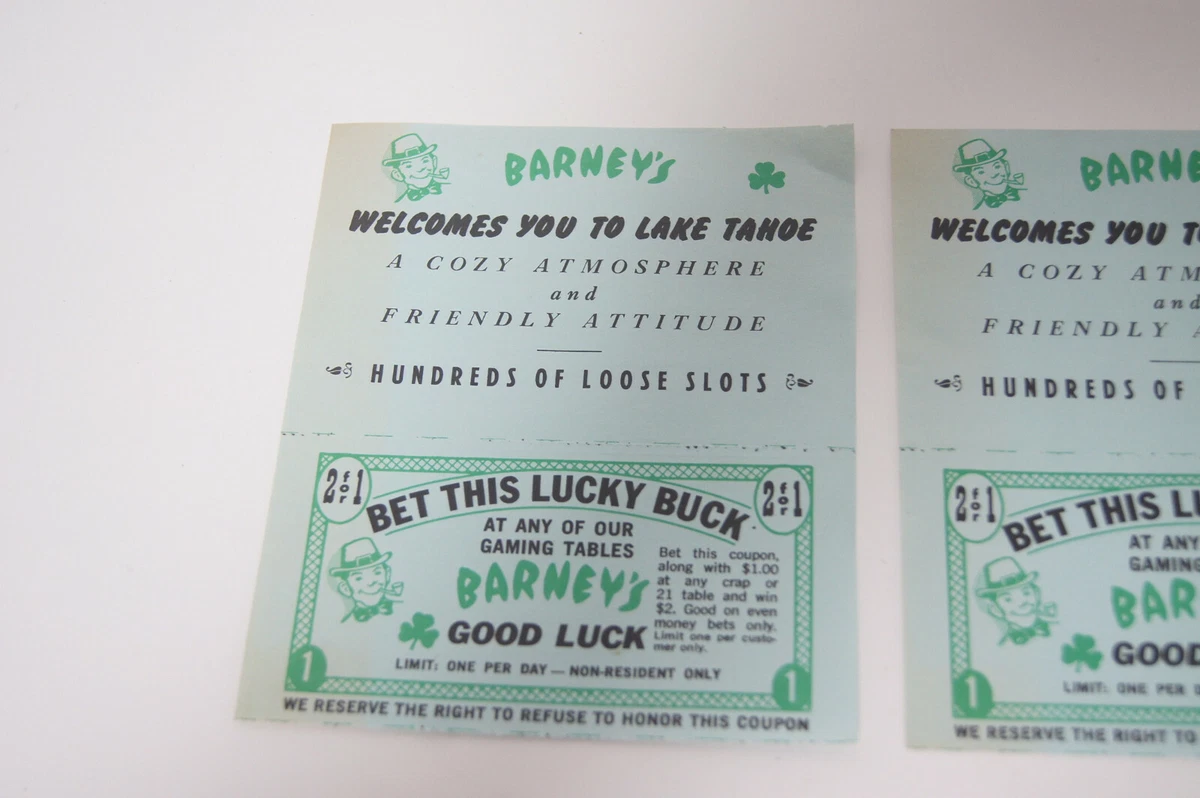 BARNEY'S
WELCOMES YOU TO LAKE TAHOE
A COZY ATMOSPHERE
and
FRIENDLY ATTITUDE
HUNDREDS OF LOOSE SLOTS
2 for 1
2 for 1
BET THIS LUCKY BUCK
AT ANY OF OUR
GAMING TABLES
BARNEY'S
GOOD LUCK
Bet this coupon,
along with $1.00
at any crap or
21 table and win
$2. Good on even
money bets only.
Limit one per custo-
mer only.
LIMIT: ONE PER DAY — NON-RESIDENT ONLY
1
1
WE RESERVE THE RIGHT TO REFUSE TO HONOR THIS COUPON
BARNE
WELCOMES YOU T
A COZY ATM
and
FRIENDLY
HUNDREDS OF
2 for 1
BET THIS L
AT ANY
GAMING
BAR
GOOD
LIMIT: ONE PER
1
WE RESERVE THE RIGHT TO